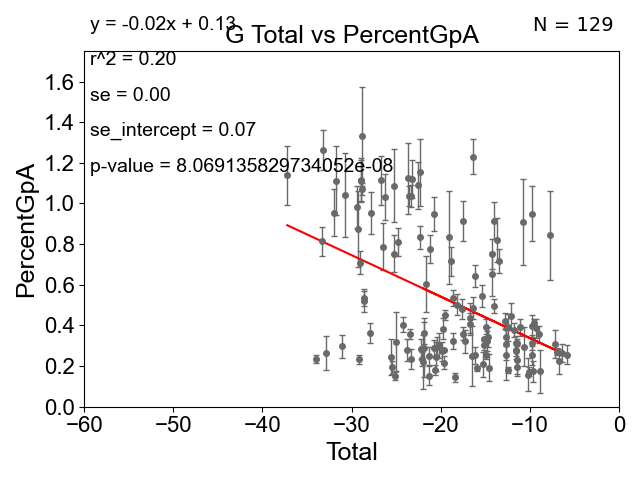 y = -0.02x + 0.13
G Total vs PercentGpA
N = 129
r^2 = 0.20
se = 0.00
se_intercept = 0.07
p-value = 8.069135829734052e-08
PercentGpA
1.6
1.4
1.2
1.0
0.8
0.6
0.4
0.2
0.0
−60
−50
−40
−30
−20
−10
0
Total